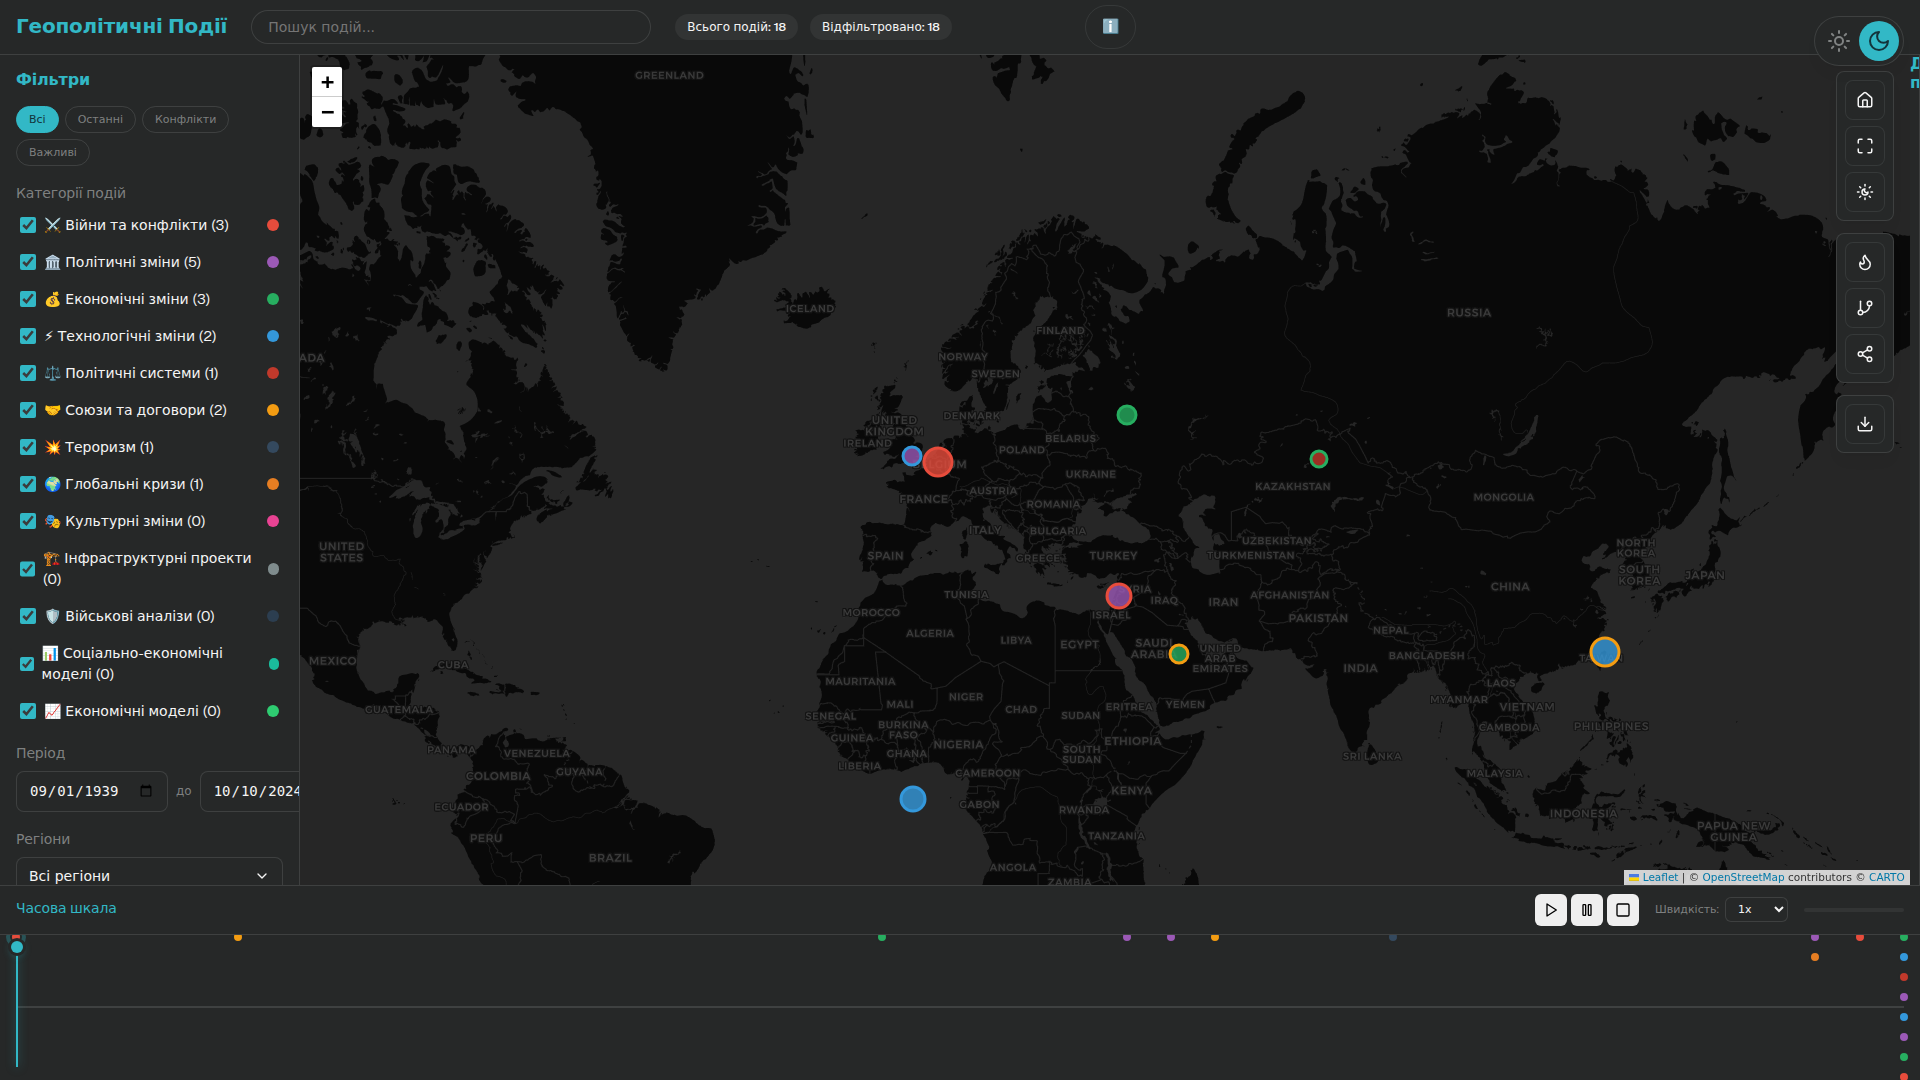 Геополітичні Події
Пошук подій...
Всього подій: 18
Відфільтровано: 18
Фільтри
Всі
Останні
Конфлікти
Важливі
Категорії подій
Війни та конфлікти (3)
Політичні зміни (5)
Економічні зміни (3)
Технологічні зміни (2)
Політичні системи (1)
Союзи та договори (2)
Тероризм (1)
Глобальні кризи (1)
Культурні зміни (0)
Інфраструктурні проекти
(0)
Військові аналізи (0)
Соціально-економічні
моделі (0)
Економічні моделі (0)
Період
09/01/1939
до
10/10/2024
Регіони
Всі регіони
+
−
GREENLAND
ICELAND
RUSSIA
FINLAND
NORWAY
SWEDEN
ADA
DENMARK
UNITED
KINGDOM
IRELAND
BELARUS
POLAND
UKRAINE
KAZAKHSTAN
MONGOLIA
FRANCE
AUSTRIA
ROMANIA
ITALY
BULGARIA
UNITED
STATES
SPAIN
GREECE
TURKEY
UZBEKISTAN
TURKMENISTAN
NORTH
KOREA
SOUTH
KOREA
JAPAN
CHINA
TUNISIA
RIA
IRAQ
IRAN
AFGHANISTAN
MOROCCO
ISRAEL
PAKISTAN
ALGERIA
LIBYA
EGYPT
NEPAL
SAUDI
ARABI
UNITED
ARAB
EMIRATES
BANGLADESH
INDIA
MEXICO
CUBA
MAURITANIA
MALI
NIGER
CHAD
SUDAN
ERITREA
YEMEN
MYANMAR
LAOS
VIETNAM
GUATEMALA
SENEGAL
BURKINA
FASO
GUINEA
GHANA
NIGERIA
SOUTH
SUDAN
ETHIOPIA
CAMBODIA
PHILIPPINES
PANAMA
VENEZUELA
LIBERIA
SRI LANKA
COLOMBIA
GUYANA
CAMEROON
MALAYSIA
ECUADOR
GABON
KENYA
RWANDA
INDONESIA
PERU
TANZANIA
PAPUA NEW
GUINEA
BRAZIL
ANGOLA
ZAMBIA
Leaflet | © OpenStreetMap contributors © CARTO
Часова шкала
Швидкість:
1x